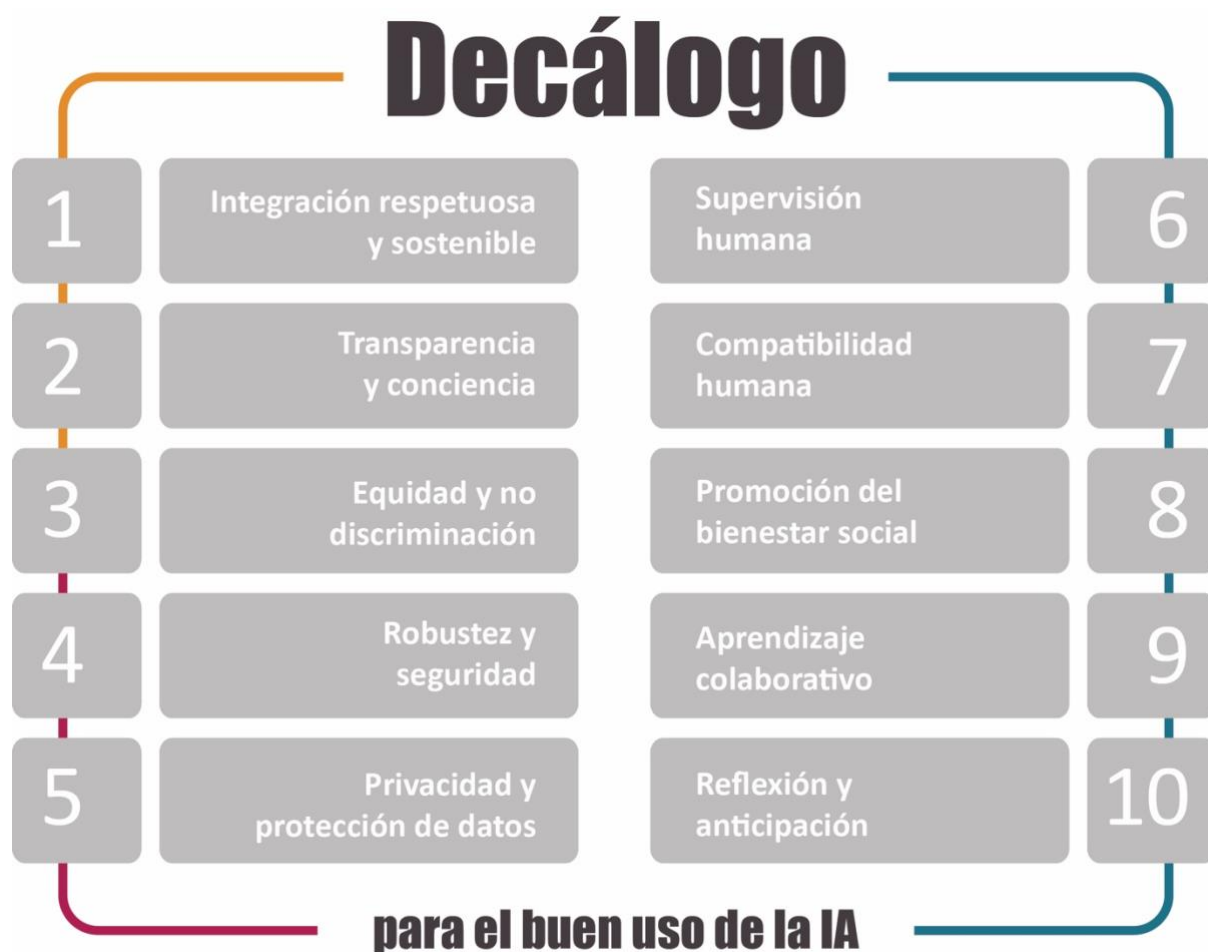 Decálogo
1
Integración respetuosa
y sostenible
2
Transparencia
y conciencia
3
Equidad y no
discriminación
4
Robustez y
seguridad
5
Privacidad y
protección de datos
Supervisión
humana
6
Compatibilidad
humana
7
Promoción del
bienestar social
8
Aprendizaje
colaborativo
9
Reflexión y
anticipación
10
para el buen uso de la IA